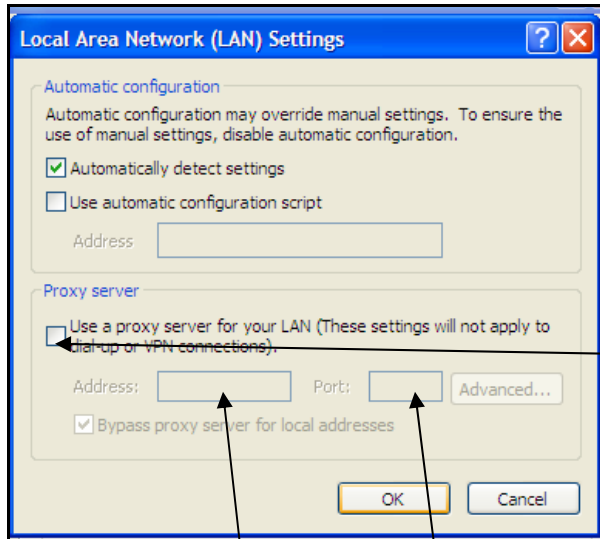 Local Area Network (LAN) Settings
Automatic configuration
Automatic configuration may override manual settings. To ensure the
use of manual settings, disable automatic configuration.
Automatically detect settings
Use automatic configuration script
Address
Proxy server
Use a proxy server for your LAN (These settings will not apply to
dial-up or VPN connections).
Address: Port: Advanced...
Bypass proxy server for local addresses
OK Cancel